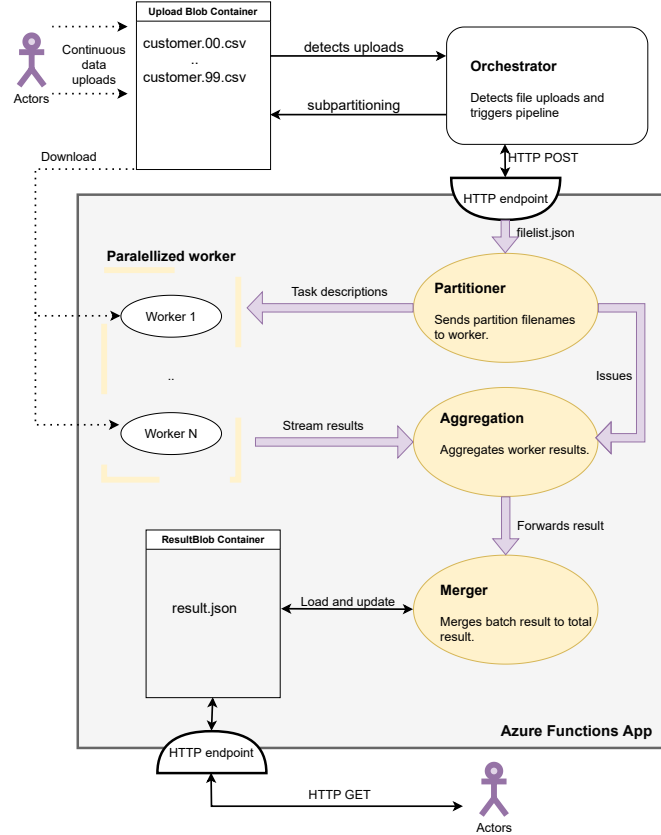 Upload Blob Container
customer.00.csv
..
customer.99.csv
Continuous
data
uploads
Actors
detects uploads
subpartitioning
Orchestrator
Detects file uploads and
triggers pipeline
Download
HTTP POST
HTTP endpoint
filelist.json
Paralellized worker
Worker 1
..
Worker N
Task descriptions
Partitioner
Sends partition filenames
to worker.
Issues
Stream results
Aggregation
Aggregates worker results.
Forwards result
ResultBlob Container
result.json
Load and update
Merger
Merges batch result to total
result.
Azure Functions App
HTTP endpoint
HTTP GET
Actors